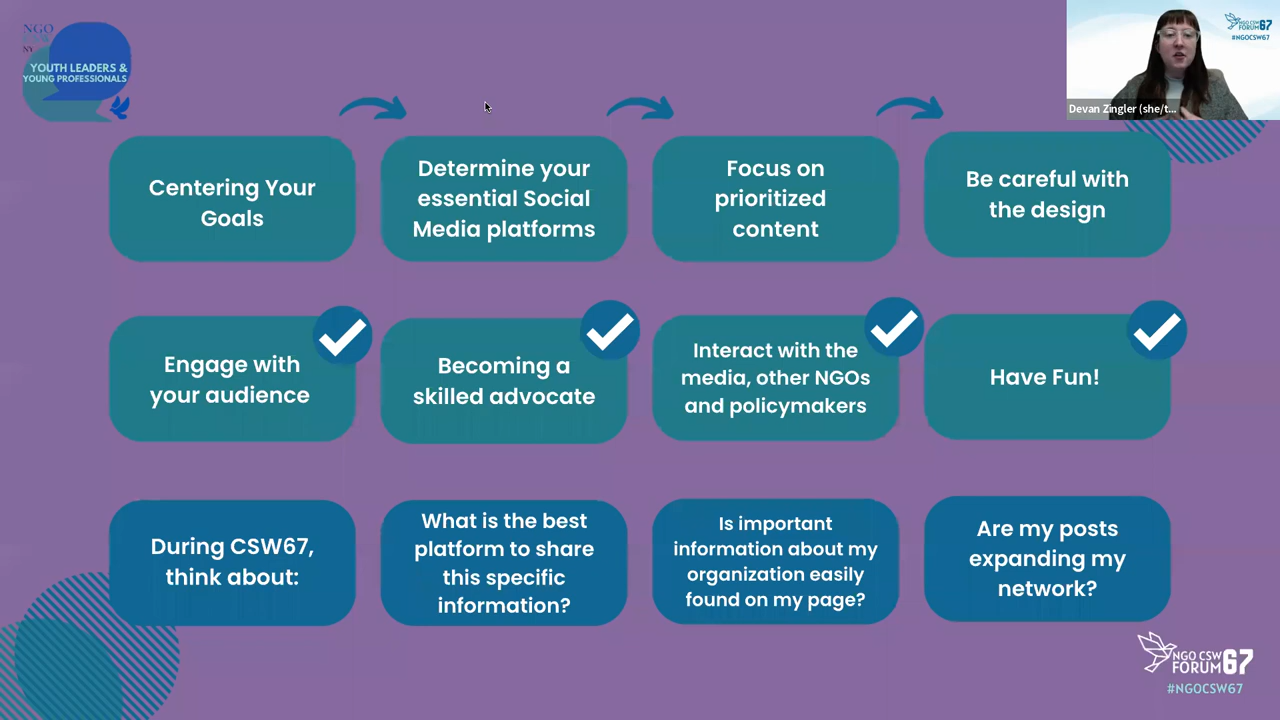 NGO
NY
YOUTH LEADERS &
YOUNG PROFESSIONALS
NGO CSW
FORUM 67
#NGOCSW67
Devan Zingler (she/t...
Centering Your
Goals
Determine your
essential Social
Media platforms
Focus on
prioritized
content
Be careful with
the design
Engage with
your audience
Becoming a
skilled advocate
Interact with the
media, other NGOs
and policymakers
Have Fun!
During CSW67,
think about:
What is the best
platform to share
this specific
information?
Is important
information about my
organization easily
found on my page?
Are my posts
expanding my
network?
NGO CSW
FORUM 67
#NGOCSW67